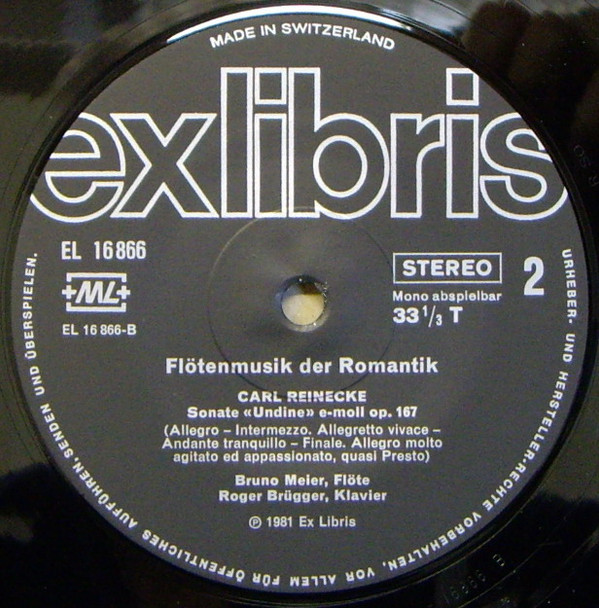 MADE IN SWITZERLAND
exlibris
EL 16866
+ML+
EL 16 866-B
STEREO
2
Mono abspielbar
33 1/3 T
Flötenmusik der Romantik
CARL REINECKE
Sonate «Undine» e-moll op. 167
(Allegro – Intermezzo. Allegretto vivace –
Andante tranquillo – Finale. Allegro molto
agitato ed appassionato, quasi Presto)
Bruno Meier, Flöte
Roger Brügger, Klavier
Ⓟ 1981 Ex Libris
URHEBER- UND HERSTELLER-RECHTE VORBEHALTEN, VOR ALLEM FÜR ÖFFENTLICHES AUFFÜHREN, SENDEN UND ÜBERSPIELEN.